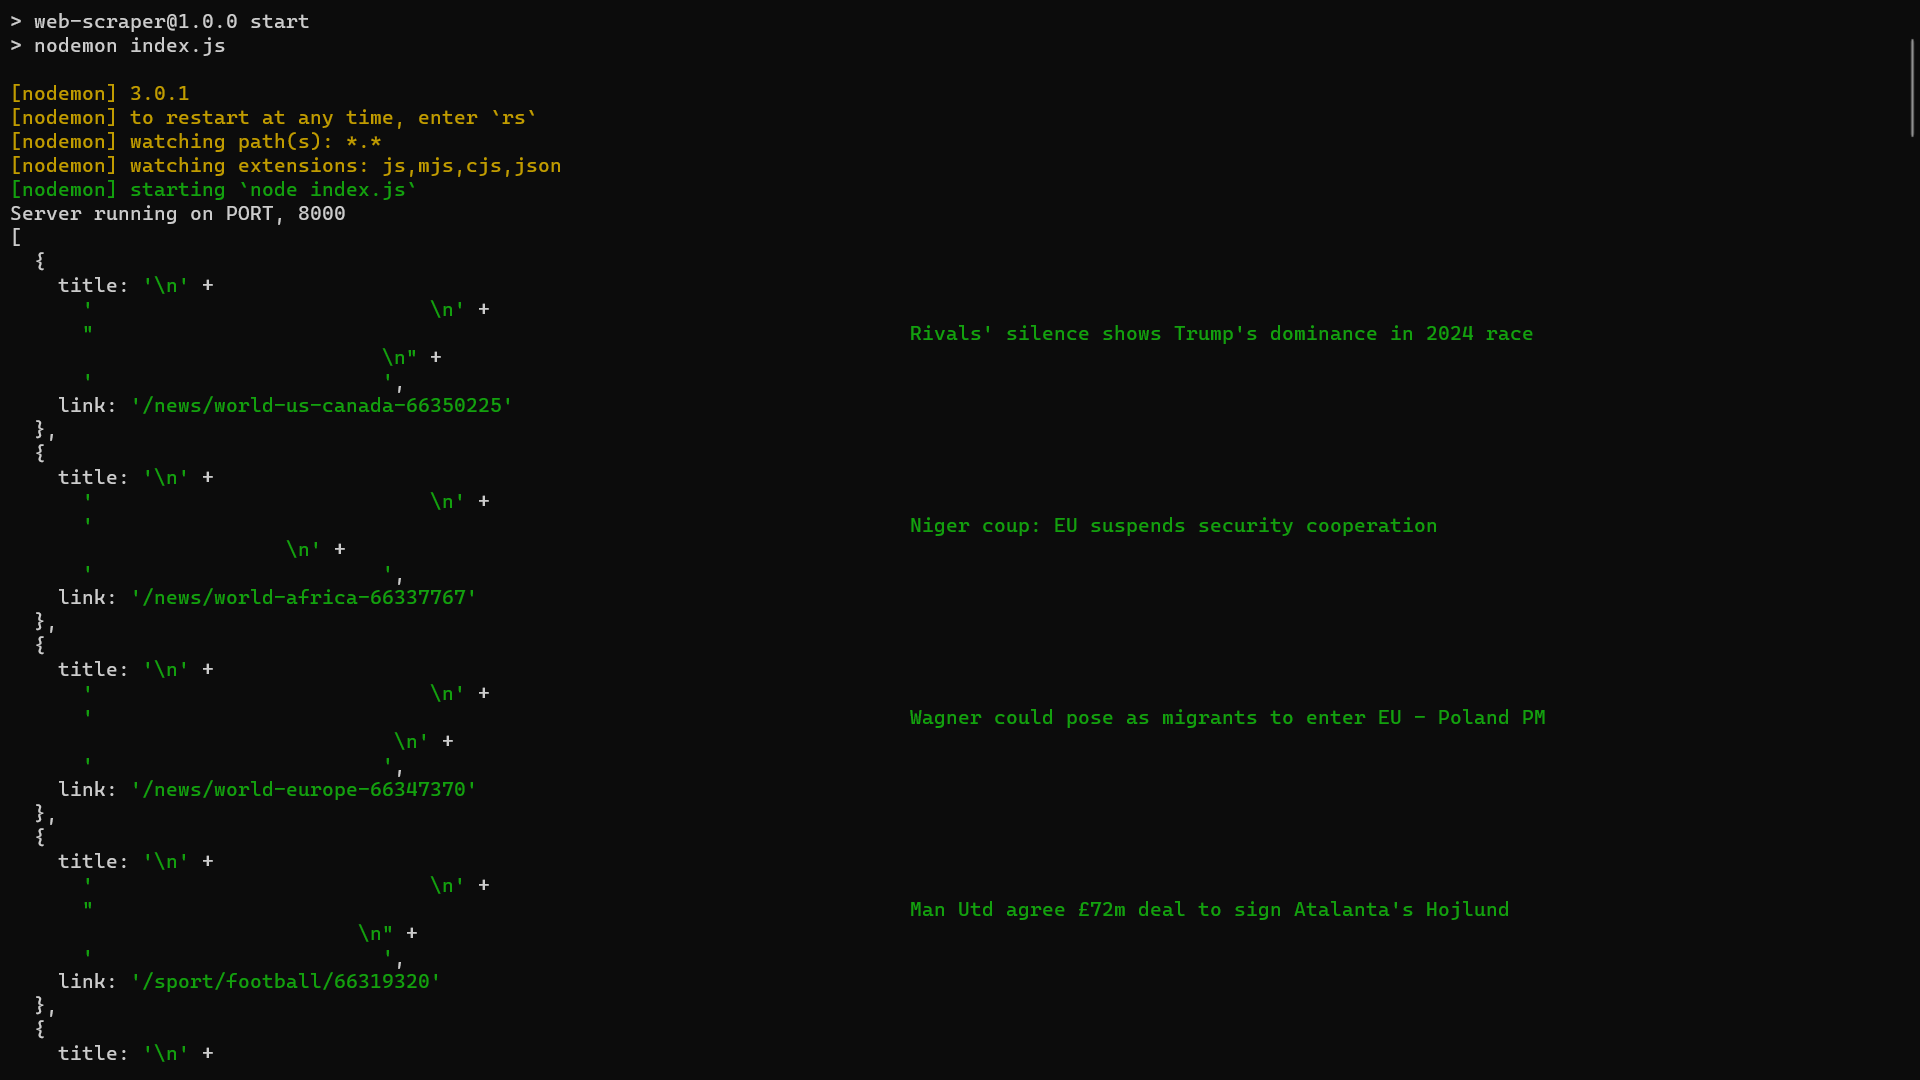 > web-scraper@1.0.0 start
> nodemon index.js

[nodemon] 3.0.1
[nodemon] to restart at any time, enter `rs`
[nodemon] watching path(s): *.*
[nodemon] watching extensions: js,mjs,cjs,json
[nodemon] starting `node index.js`
Server running on PORT, 8000
[
  {
    title: '\n' +
      '                            \n' +
      "                                                                    Rivals' silence shows Trump's dominance in 2024 race
                               \n" +
      '                        ',
    link: '/news/world-us-canada-66350225'
  },
  {
    title: '\n' +
      '                            \n' +
      '                                                                    Niger coup: EU suspends security cooperation
                       \n' +
      '                        ',
    link: '/news/world-africa-66337767'
  },
  {
    title: '\n' +
      '                            \n' +
      '                                                                    Wagner could pose as migrants to enter EU - Poland PM
                                \n' +
      '                        ',
    link: '/news/world-europe-66347370'
  },
  {
    title: '\n' +
      '                            \n' +
      "                                                                    Man Utd agree £72m deal to sign Atalanta's Hojlund
                             \n" +
      '                        ',
    link: '/sport/football/66319320'
  },
  {
    title: '\n' +